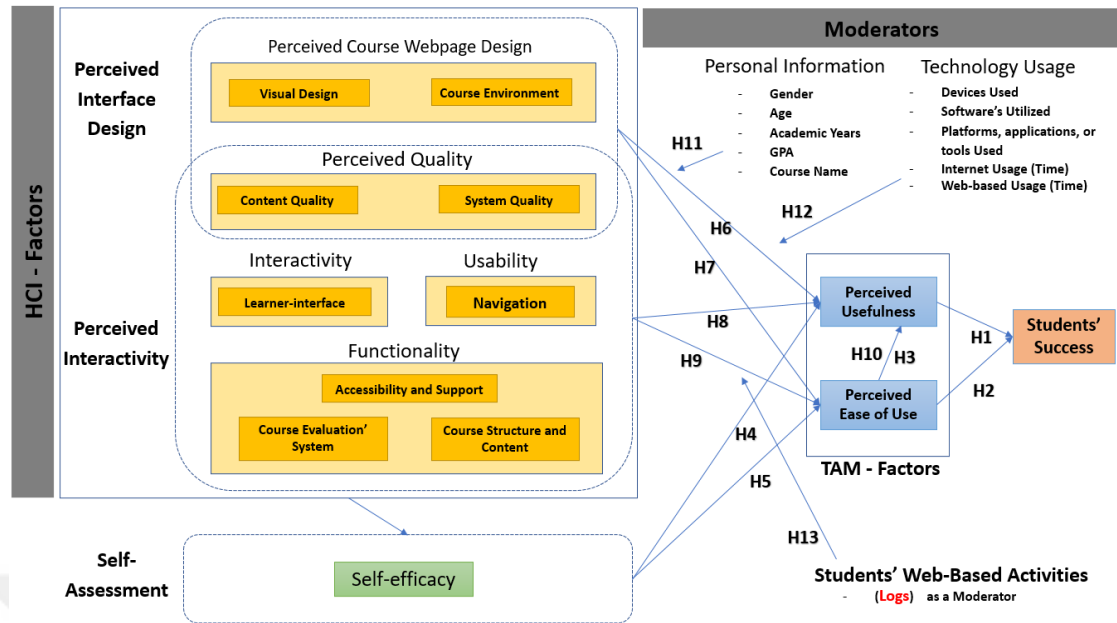 HCI - Factors
Perceived
Interface
Design
Perceived Course Webpage Design
Visual Design
Course Environment
Perceived Quality
Content Quality
System Quality
Perceived
Interactivity
Interactivity
Learner-interface
Usability
Navigation
Functionality
Accessibility and Support
Course Evaluation'
System
Course Structure and
Content
Self-
Assessment
Self-efficacy
Moderators
Personal Information
- Gender
- Age
- Academic Years
- GPA
- Course Name
Technology Usage
- Devices Used
- Software's Utilized
- Platforms, applications, or
tools Used
- Internet Usage (Time)
- Web-based Usage (Time)
H11
H12
H6
H7
H8
H9
H4
H5
H13
Perceived
Usefulness
H10
H3
Perceived
Ease of Use
TAM - Factors
H1
H2
Students'
Success
Students' Web-Based Activities
- (Logs) as a Moderator